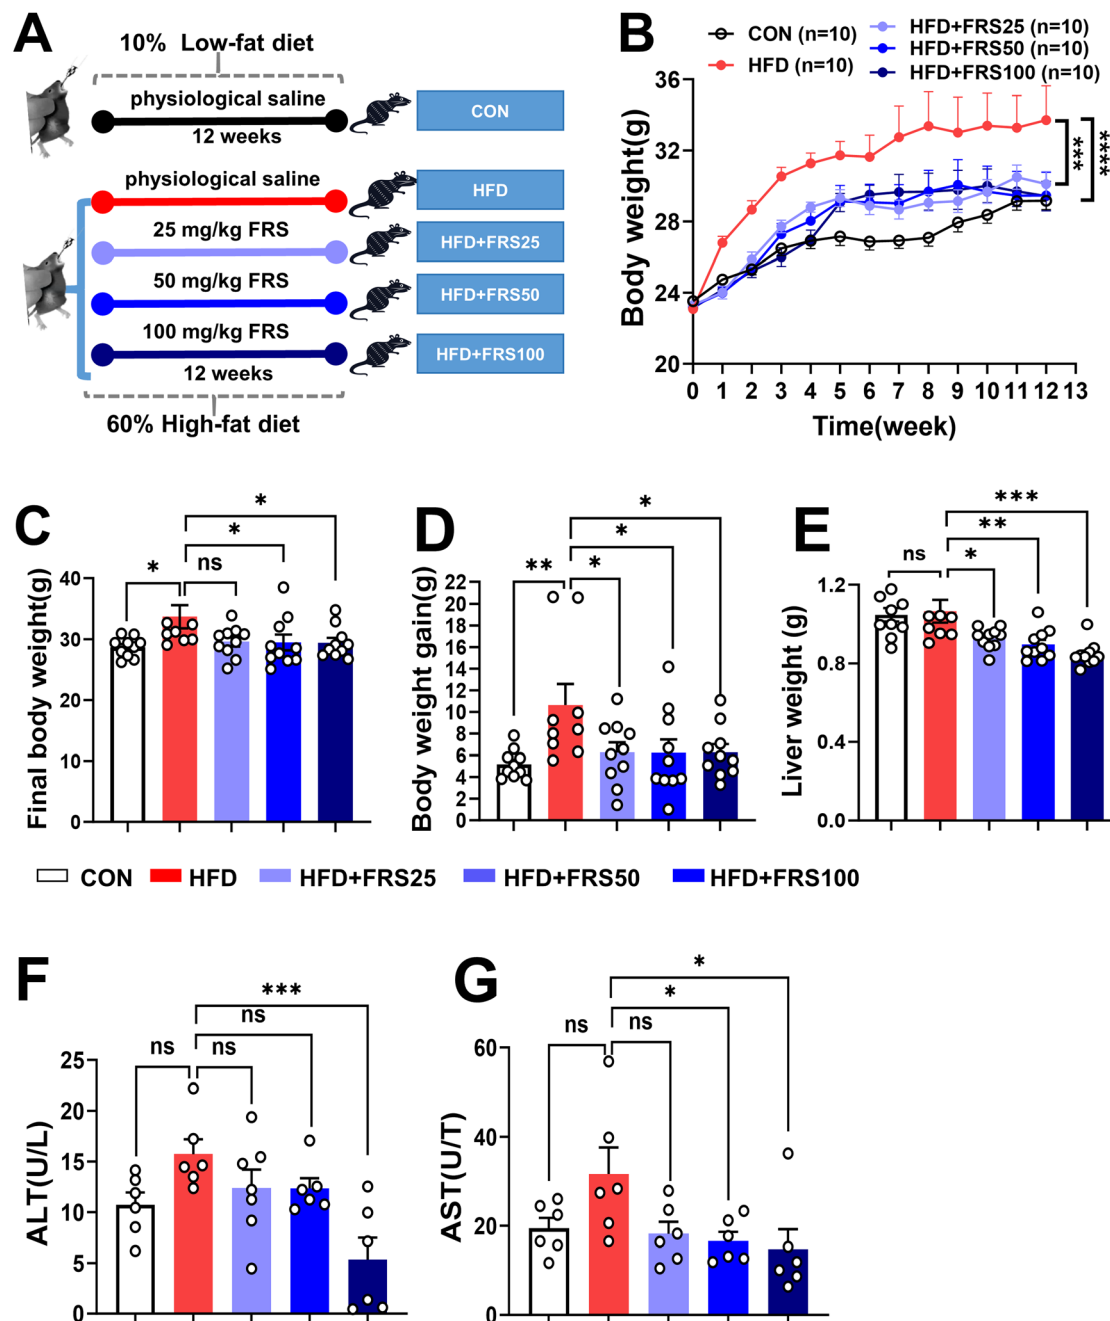 A
10% Low-fat diet
physiological saline
12 weeks
CON
physiological saline
HFD
25 mg/kg FRS
HFD+FRS25
50 mg/kg FRS
HFD+FRS50
100 mg/kg FRS
HFD+FRS100
12 weeks
60% High-fat diet
B
CON (n=10)
HFD (n=10)
HFD+FRS25 (n=10)
HFD+FRS50 (n=10)
HFD+FRS100 (n=10)
Body weight(g)
36
32
28
24
20
0 1 2 3 4 5 6 7 8 9 10 11 12 13
Time(week)
***
****
C
Final body weight(g)
40
30
20
10
0
*
ns
*
*
D
Body weight gain(g)
22
20
18
16
14
12
10
8
6
4
2
0
**
*
*
*
E
Liver weight (g)
1.2
0.8
0.4
0.0
ns
*
**
***
CON HFD HFD+FRS25 HFD+FRS50 HFD+FRS100
F
ALT(U/L)
25
20
15
10
5
0
ns
ns
ns
***
G
AST(U/T)
60
40
20
0
ns
ns
*
*